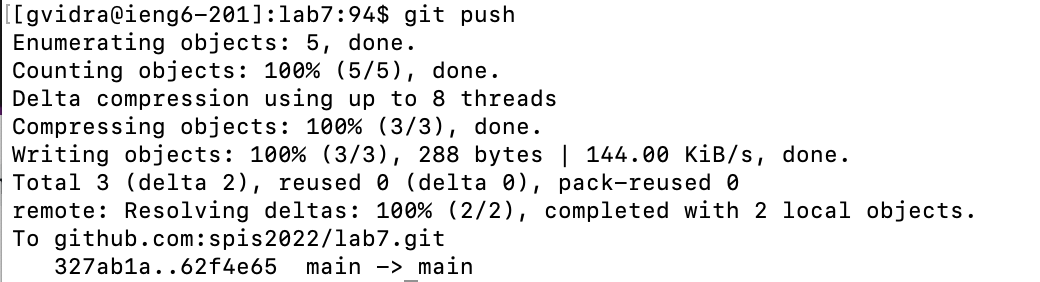 [[gvidra@ieng6-201]:lab7:94$ git push
Enumerating objects: 5, done.
Counting objects: 100% (5/5), done.
Delta compression using up to 8 threads
Compressing objects: 100% (3/3), done.
Writing objects: 100% (3/3), 288 bytes | 144.00 KiB/s, done.
Total 3 (delta 2), reused 0 (delta 0), pack-reused 0
remote: Resolving deltas: 100% (2/2), completed with 2 local objects.
To github.com:spis2022/lab7.git
   327ab1a..62f4e65  main -> main